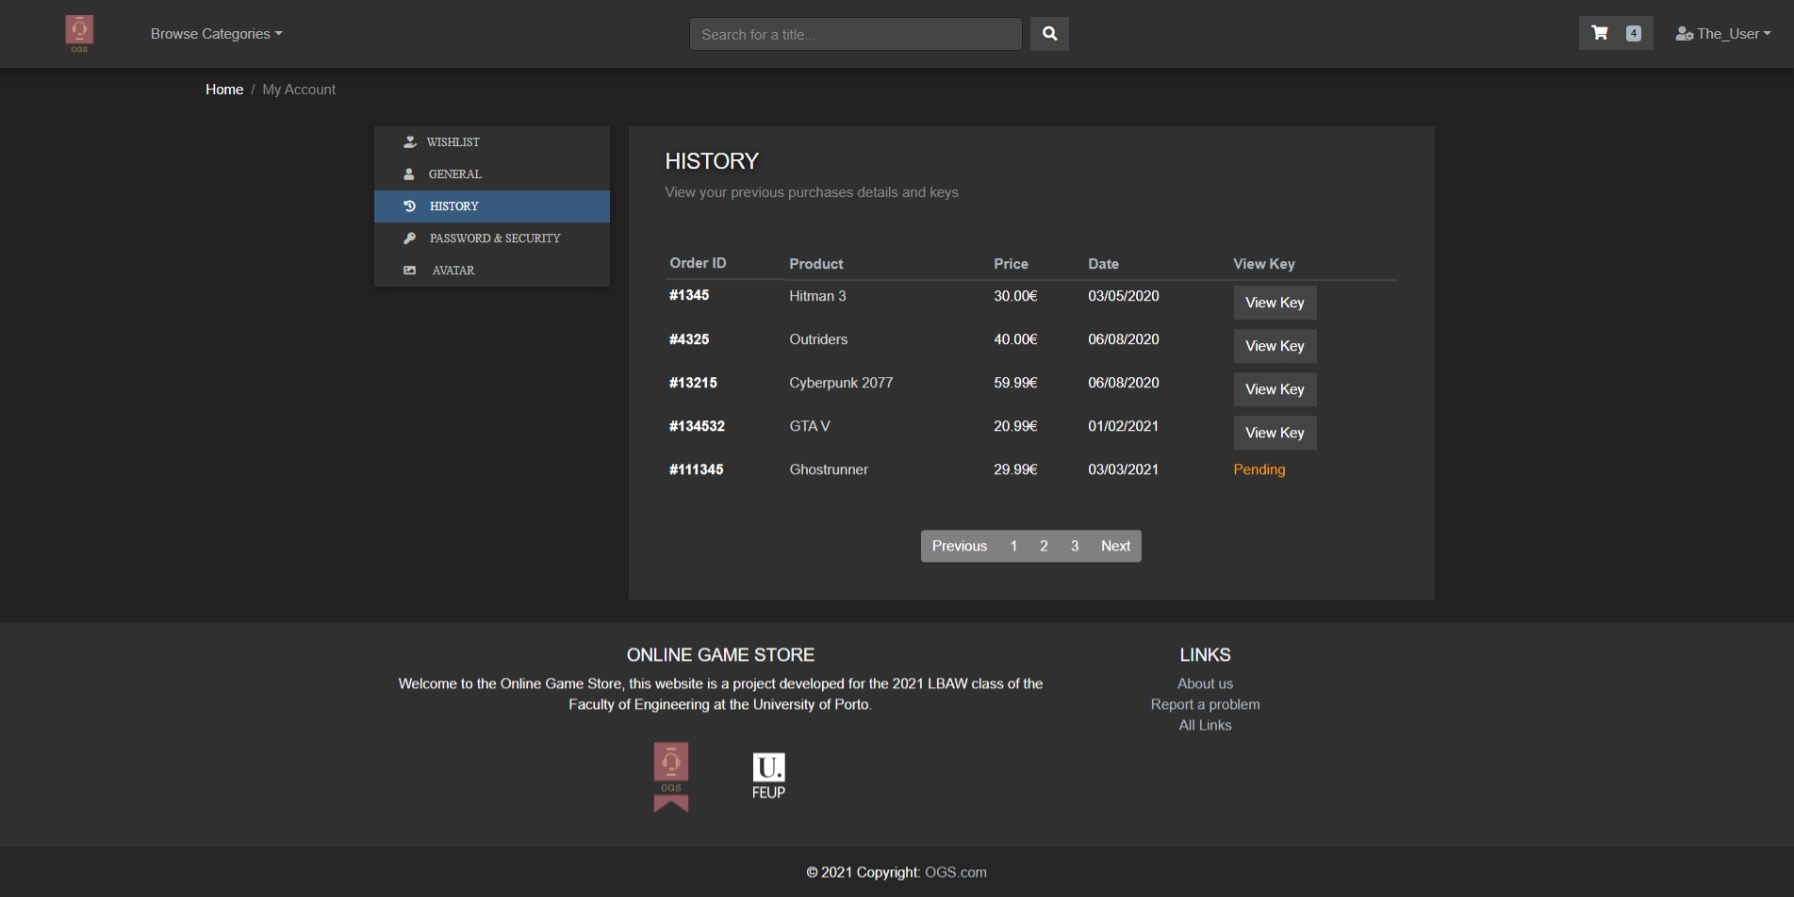 OGS
Browse Categories
Search for a title...
4
The_User
Home / My Account
WISHLIST
GENERAL
HISTORY
PASSWORD & SECURITY
AVATAR
HISTORY
View your previous purchases details and keys
Order ID Product Price Date View Key
#1345 Hitman 3 30.00€ 03/05/2020 View Key
#4325 Outriders 40.00€ 06/08/2020 View Key
#13215 Cyberpunk 2077 59.99€ 06/08/2020 View Key
#134532 GTA V 20.99€ 01/02/2021 View Key
#111345 Ghostrunner 29.99€ 03/03/2021 Pending
Previous 1 2 3 Next
ONLINE GAME STORE
Welcome to the Online Game Store, this website is a project developed for the 2021 LBAW class of the
Faculty of Engineering at the University of Porto.
OGS
U.
FEUP
LINKS
About us
Report a problem
All Links
© 2021 Copyright: OGS.com